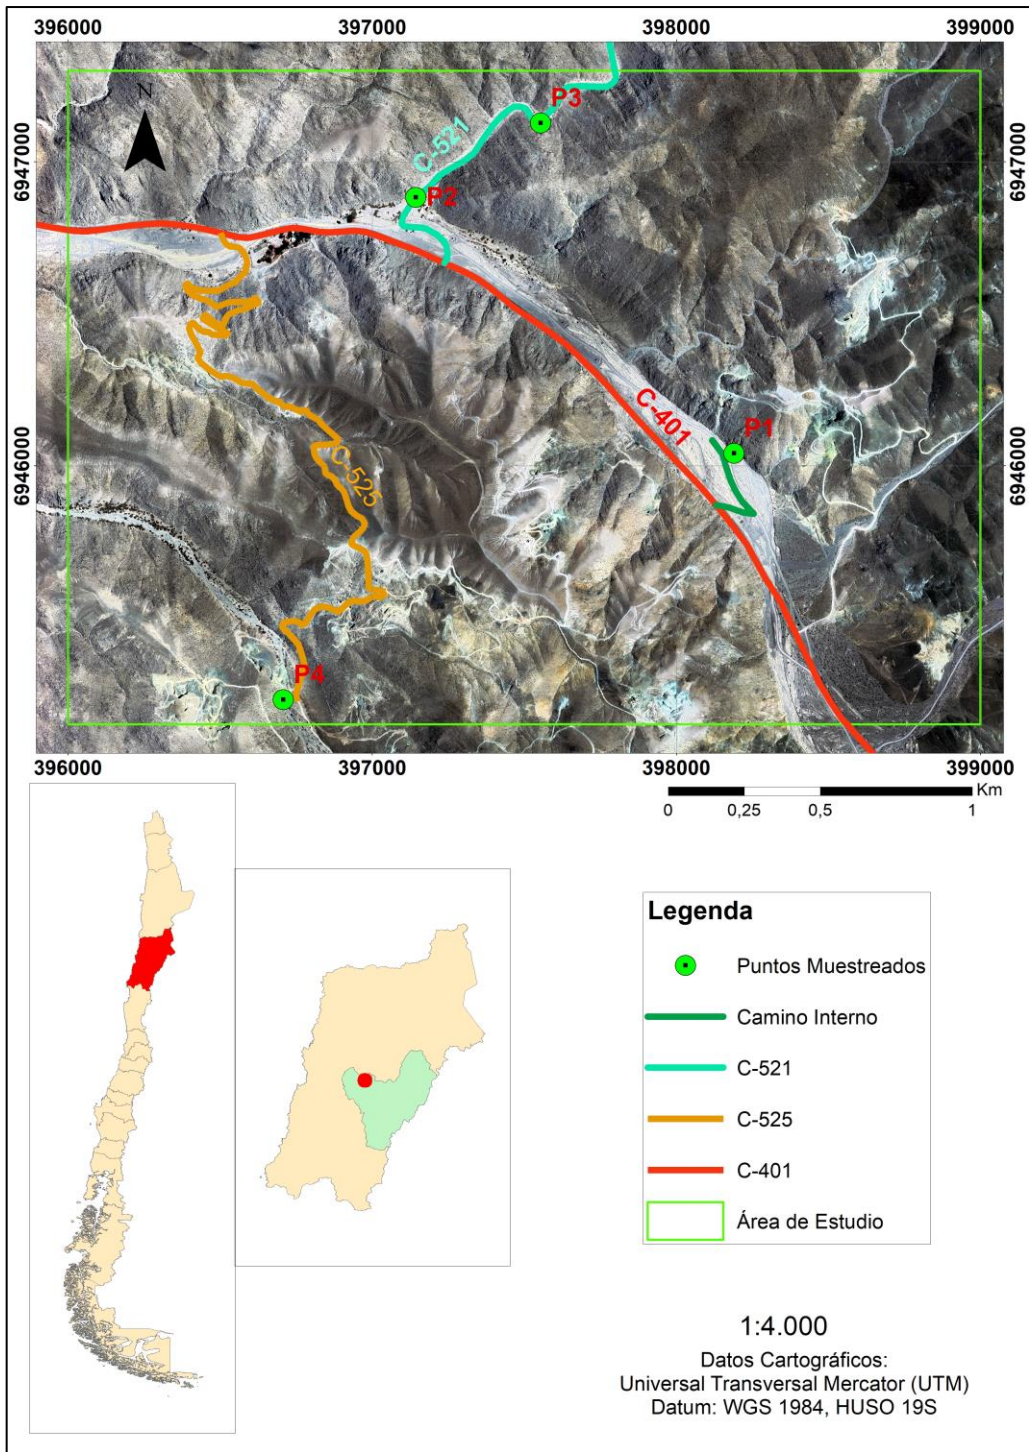 396000 397000 398000 399000
N
P3
C-521
6947000 6947000
P2
C-401
P1
6946000 6946000
C-525
P4
396000 397000 398000 399000
Km
0 0,25 0,5 1
Legenda
Puntos Muestreados
Camino Interno
C-521
C-525
C-401
Área de Estudio
1:4.000
Datos Cartográficos:
Universal Transversal Mercator (UTM)
Datum: WGS 1984, HUSO 19S